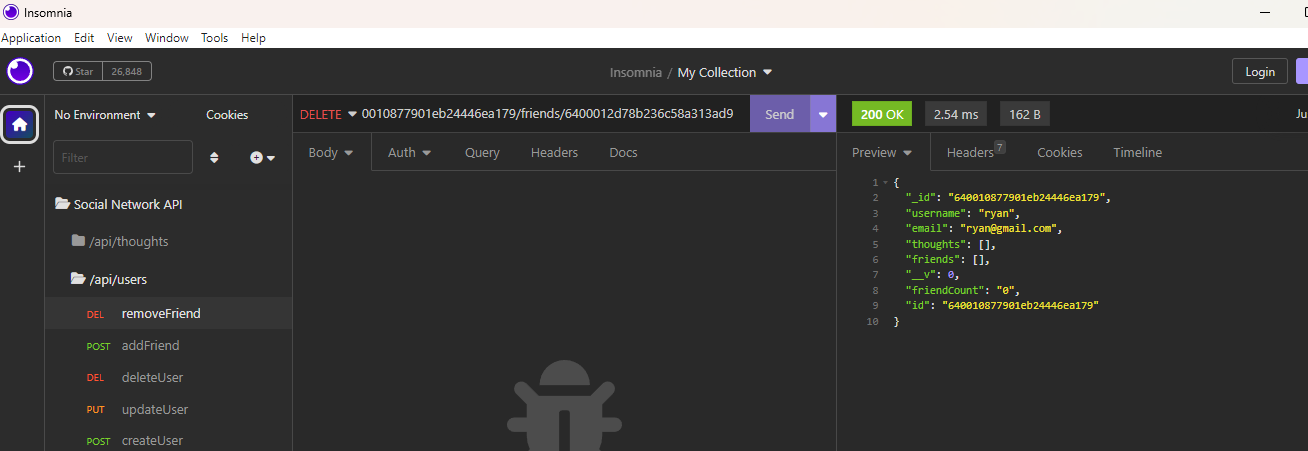 Insomnia
Application Edit View Window Tools Help
Star 26,848
Insomnia / My Collection
Login
No Environment Cookies
DELETE 0010877901eb24446ea179/friends/6400012d78b236c58a313ad9 Send
200 OK 2.54 ms 162 B Ju
Filter
Body Auth Query Headers Docs
Preview Headers 7 Cookies Timeline
Social Network API
/api/thoughts
/api/users
DEL removeFriend
POST addFriend
DEL deleteUser
PUT updateUser
POST createUser
1 {
2 "_id": "640010877901eb24446ea179",
3 "username": "ryan",
4 "email": "ryan@gmail.com",
5 "thoughts": [],
6 "friends": [],
7 "__v": 0,
8 "friendCount": "0",
9 "id": "640010877901eb24446ea179"
10 }